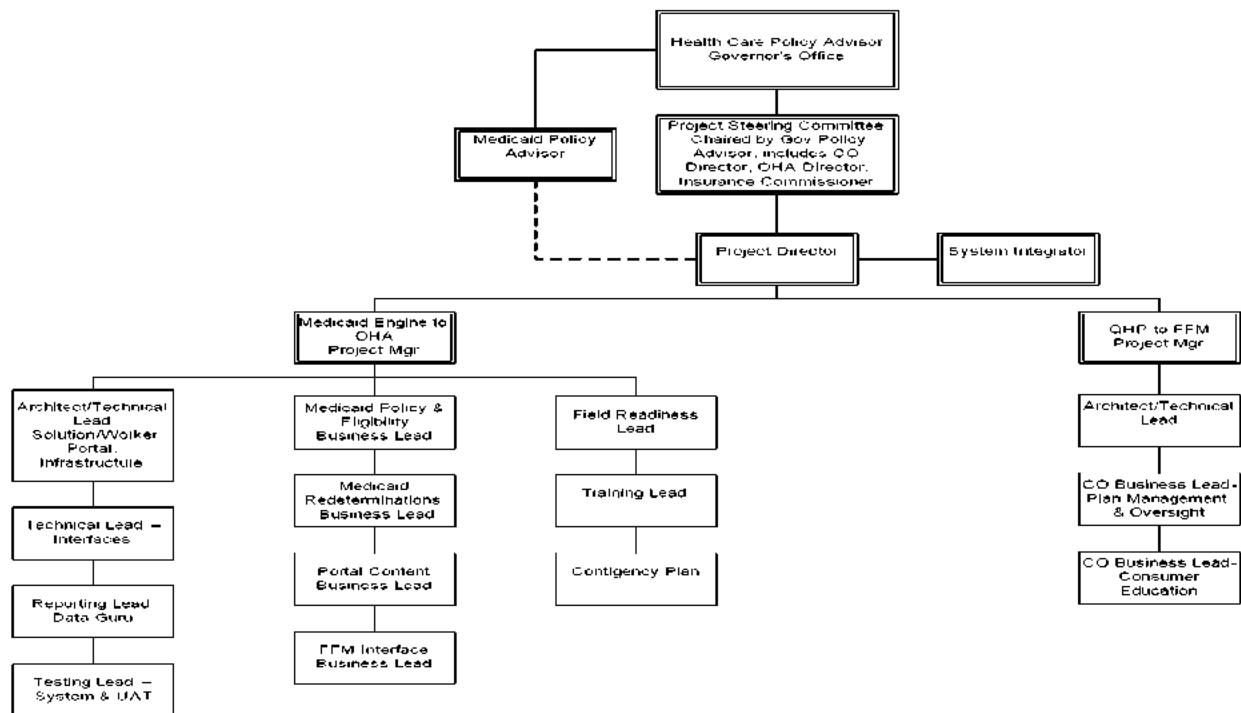 Health Care Policy Advisor
Governor's Office
Medicaid Policy
Advisor
Project Steering Committee
Chaired by Gov Policy
Advisor, includes CO
Director, OHA Director,
Insurance Commissioner
Project Director
System Integrator
Medicaid Engine to
OHA
Project Mgr
QHP to FFM
Project Mgr
Architect/Technical
Lead
Solution/Worker
Portal,
Infrastructure
Technical Lead –
Interfaces
Reporting Lead
Data Guru
Testing Lead –
System & UAT
Medicaid Policy &
Eligibility
Business Lead
Medicaid
Redeterminations
Business Lead
Portal Content
Business Lead
FFM Interface
Business Lead
Field Readiness
Lead
Training Lead
Contigency Plan
Architect/Technical
Lead
CO Business Lead-
Plan Management
& Oversight
CO Business Lead-
Consumer
Education